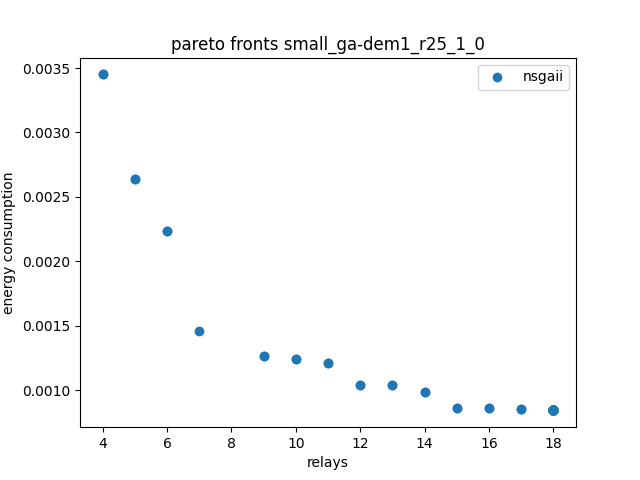 pareto fronts small_ga-dem1_r25_1_0
nsgaii
0.0035
0.0030
0.0025
0.0020
0.0015
0.0010
energy consumption
4 6 8 10 12 14 16 18
relays